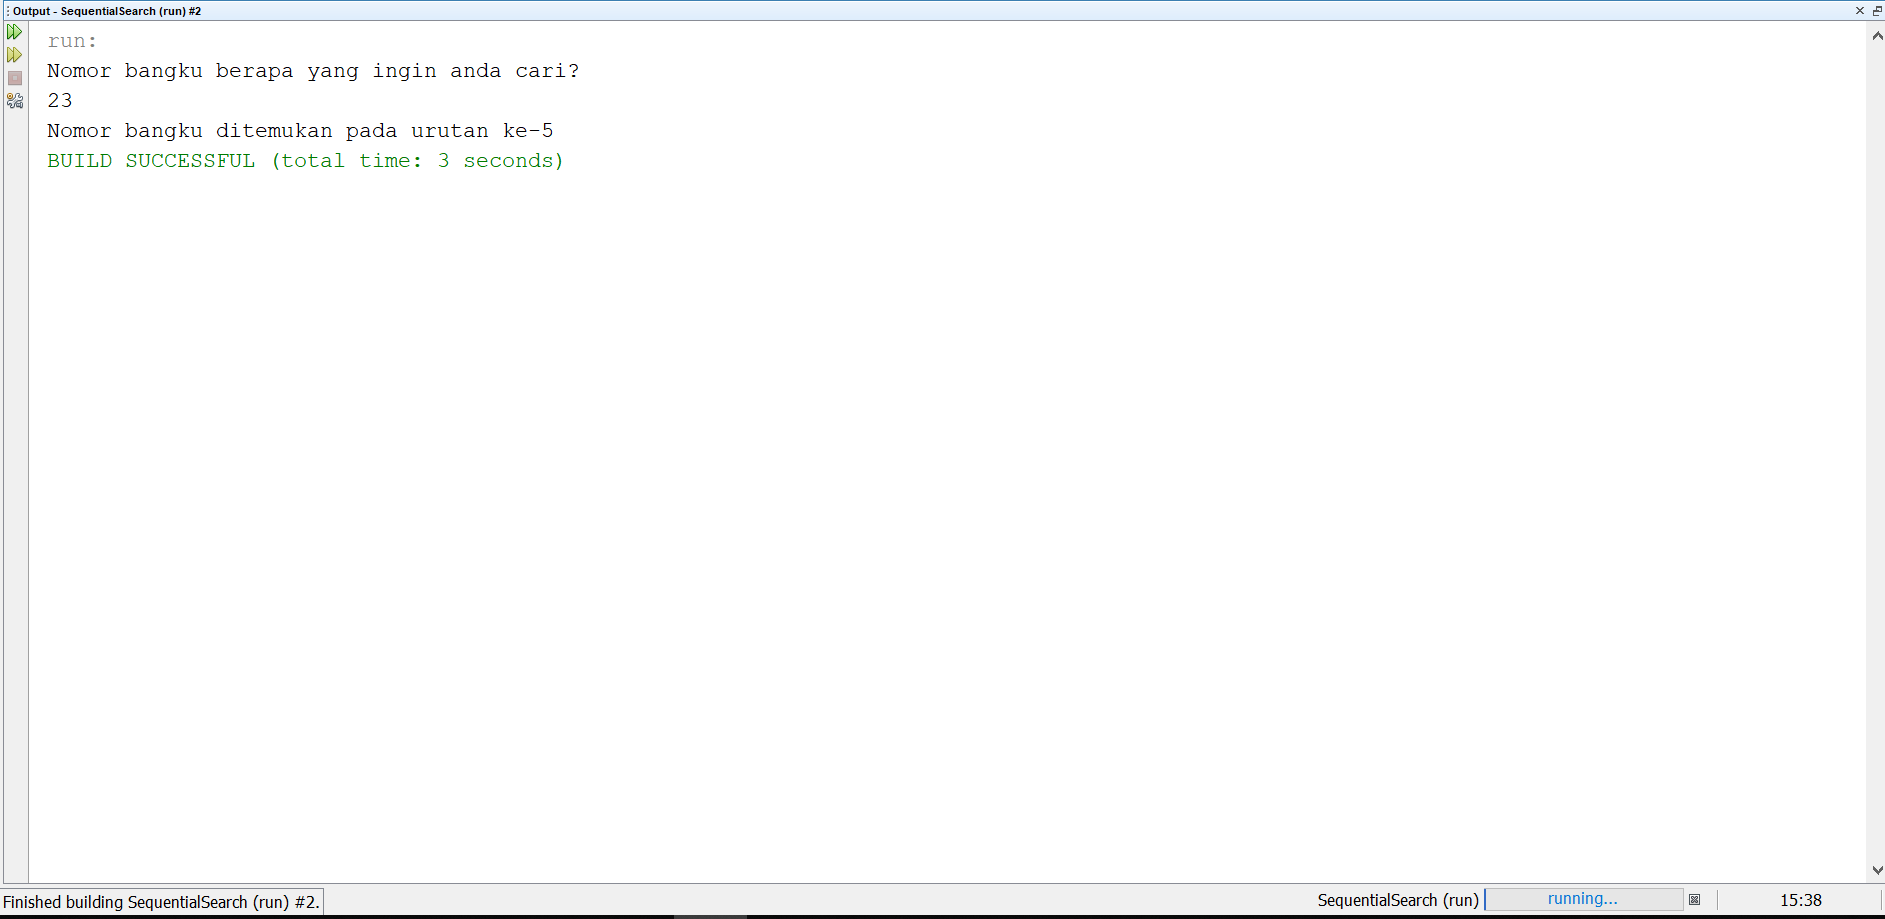 Output - SequentialSearch (run) #2
run:
Nomor bangku berapa yang ingin anda cari?
23
Nomor bangku ditemukan pada urutan ke-5
BUILD SUCCESSFUL (total time: 3 seconds)
Finished building SequentialSearch (run) #2.
SequentialSearch (run)
running...
15:38